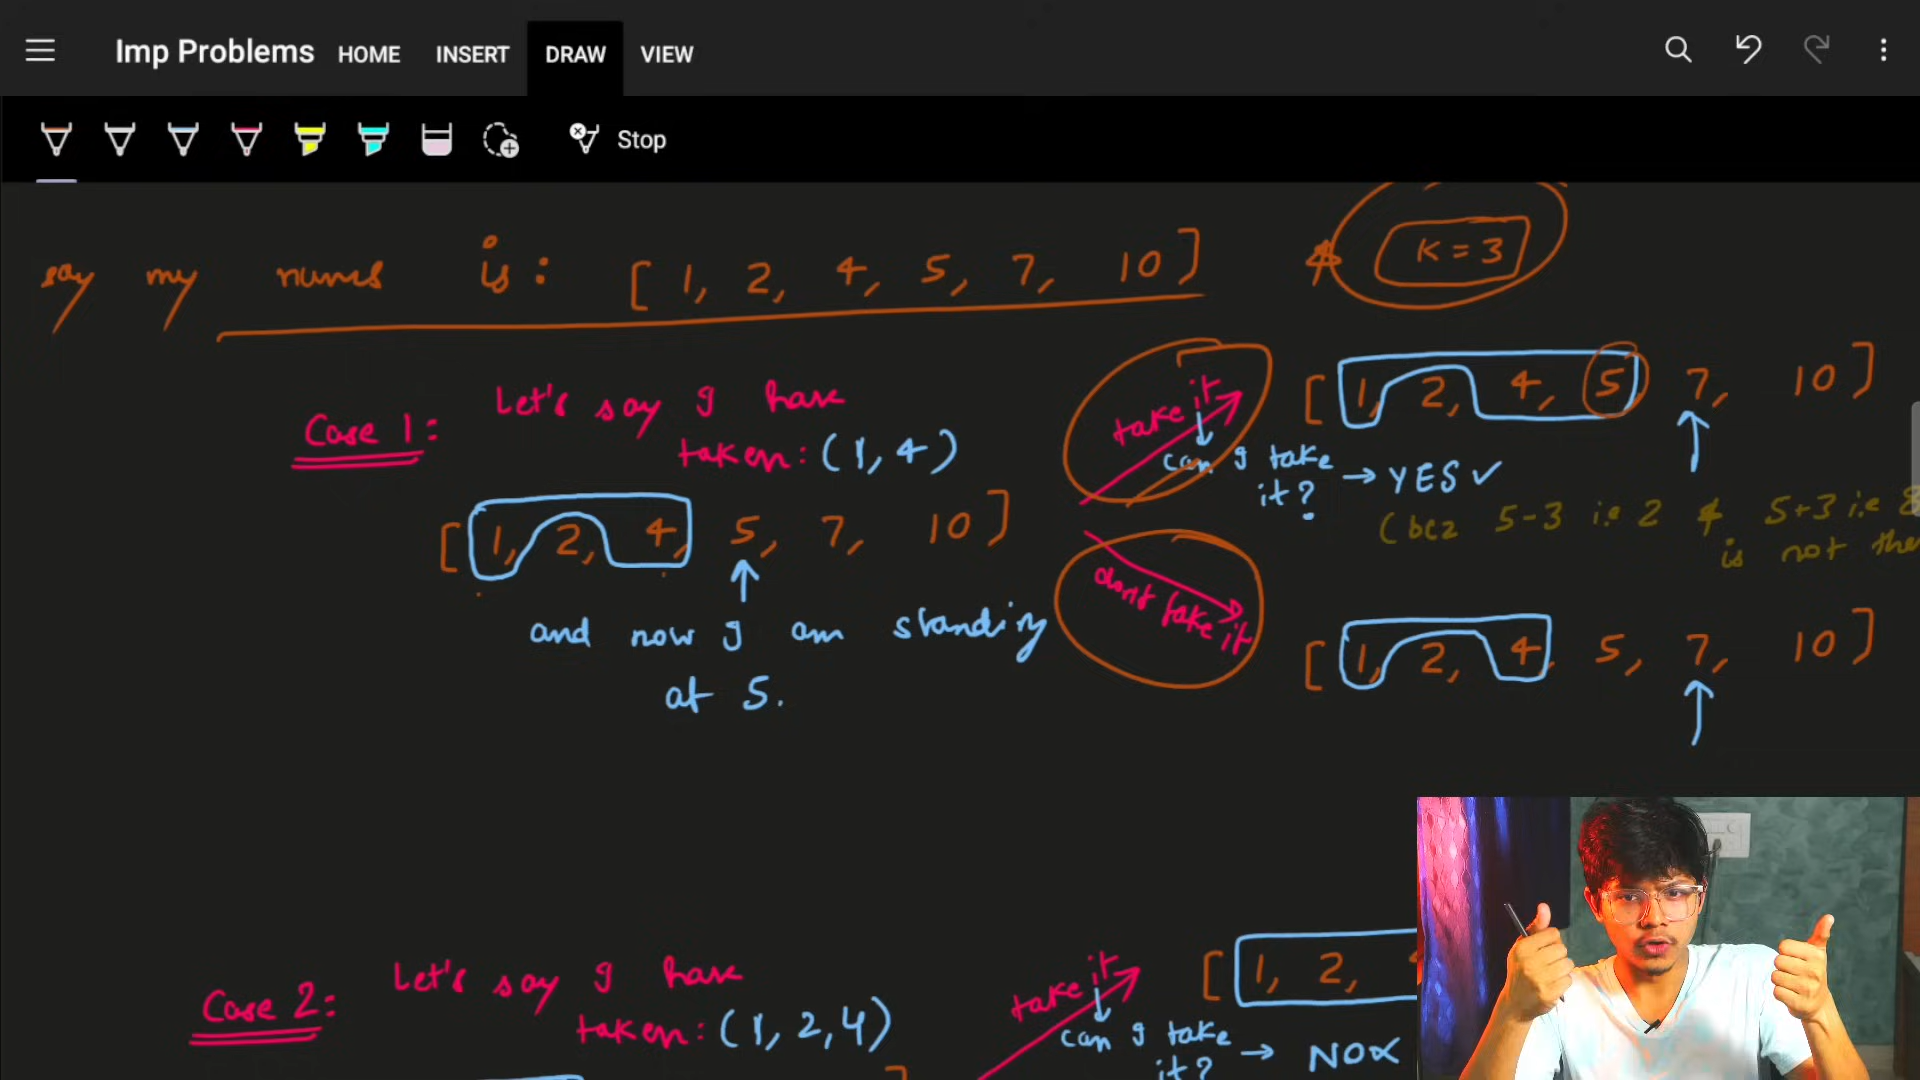 Imp Problems HOME INSERT DRAW VIEW
Stop
say my nums is: [ 1, 2, 4, 5, 7, 10 ] & K = 3
Case 1: Let's say I have
taken: (1, 4)
[ 1, 2, 4, 5, 7, 10 ]
and now I am standing
at 5.
take it
can I take
it? → YES ✓
[ 1, 2, 4, 5, 7, 10 ]
(bcz 5-3 i.e 2 & 5+3 i.e 8
is not the
don't take it
[ 1, 2, 4, 5, 7, 10 ]
Case 2: Let's say I have
taken: (1, 2, 4)
take it
can I take
it? → NO
[ 1, 2,
]